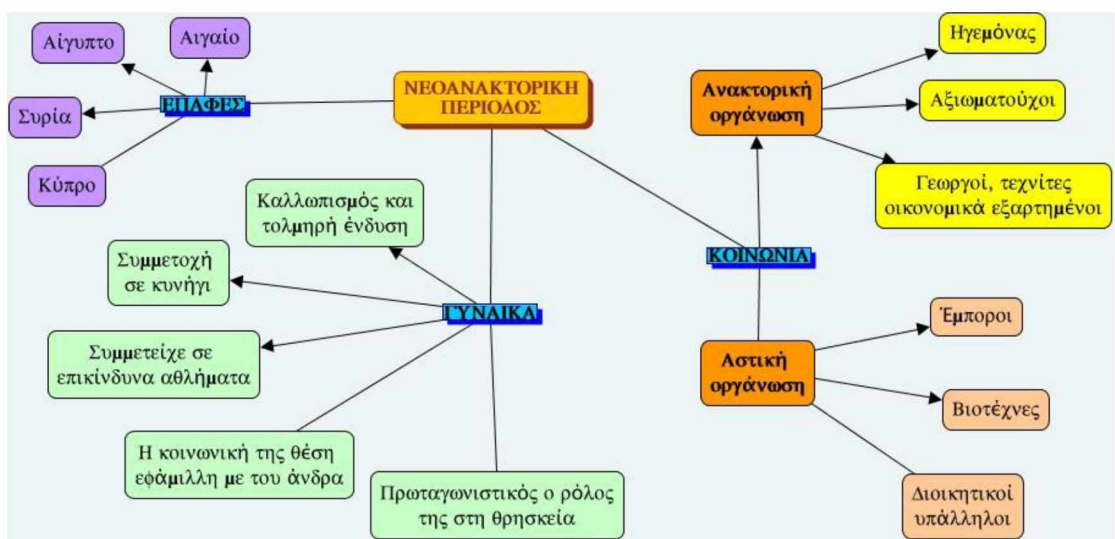 ΝΕΟΑΝΑΚΤΟΡΙΚΗ
ΠΕΡΙΟΔΟΣ
ΕΠΑΦΕΣ
Αίγυπτο
Αιγαίο
Συρία
Κύπρο
ΓΥΝΑΙΚΑ
Καλλωπισμός και
τολμηρή ένδυση
Συμμετοχή
σε κυνήγι
Συμμετείχε σε
επικίνδυνα αθλήματα
Η κοινωνική της θέση
εφάμιλλη με του άνδρα
Πρωταγωνιστικός ο ρόλος
της στη θρησκεία
ΚΟΙΝΩΝΙΑ
Ανακτορική
οργάνωση
Ηγεμόνας
Αξιωματούχοι
Γεωργοί, τεχνίτες
οικονομικά εξαρτημένοι
Αστική
οργάνωση
Έμποροι
Βιοτέχνες
Διοικητικοί
υπάλληλοι